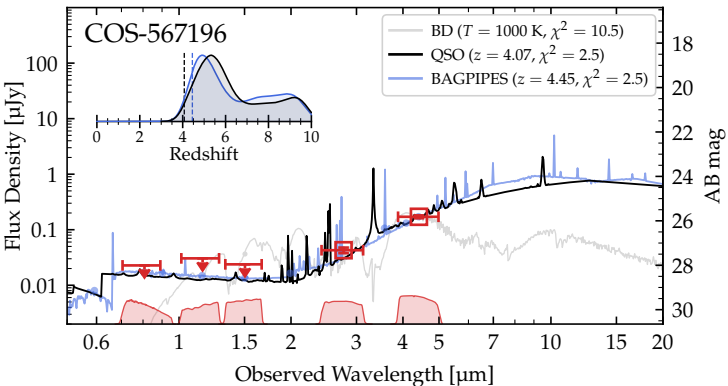 COS-567196
BD (T = 1000 K, χ² = 10.5)
QSO (z = 4.07, χ² = 2.5)
BAGPIPES (z = 4.45, χ² = 2.5)
Flux Density [μJy]
100
10
1
0.1
0.01
0 2 4 6 8 10
Redshift
18
20
22
24
26
28
30
AB mag
0.6 1 2 3 4 5 10 15 20
Observed Wavelength [μm]